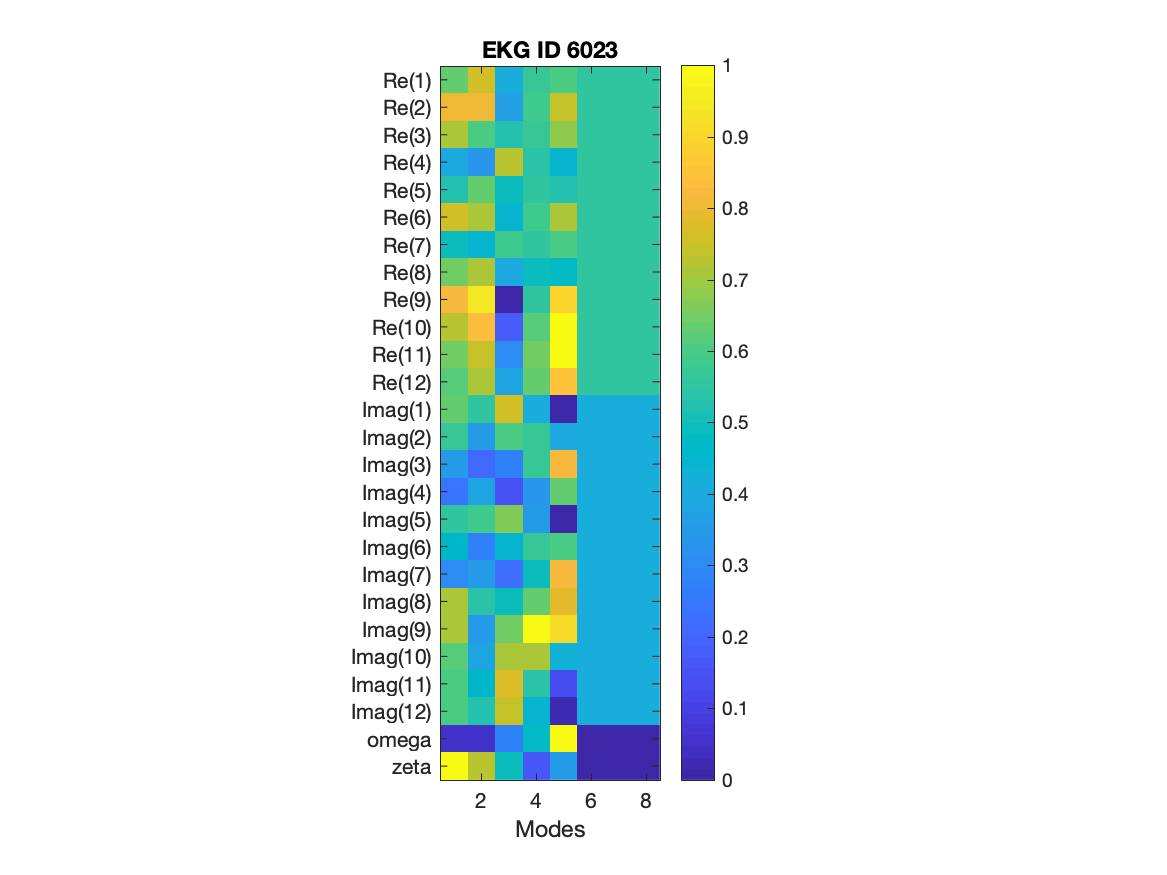 EKG ID 6023
Re(1)
Re(2)
Re(3)
Re(4)
Re(5)
Re(6)
Re(7)
Re(8)
Re(9)
Re(10)
Re(11)
Re(12)
Imag(1)
Imag(2)
Imag(3)
Imag(4)
Imag(5)
Imag(6)
Imag(7)
Imag(8)
Imag(9)
Imag(10)
Imag(11)
Imag(12)
omega
zeta
2 4 6 8
Modes
1
0.9
0.8
0.7
0.6
0.5
0.4
0.3
0.2
0.1
0